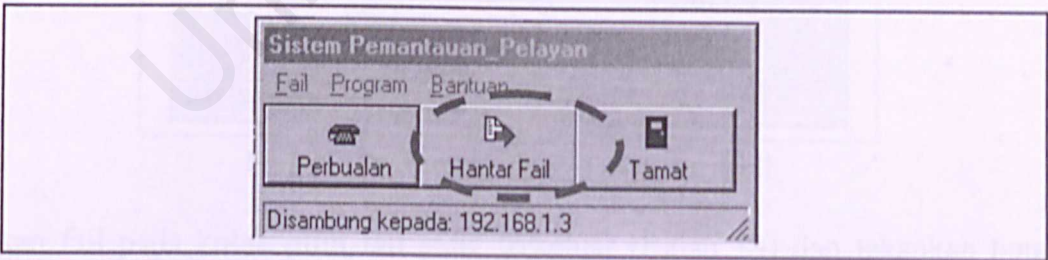 Sistem Pemantauan_Pelayan
Fail Program Bantuan
Perbualan Hantar Fail Tamat
Disambung kepada: 192.168.1.3